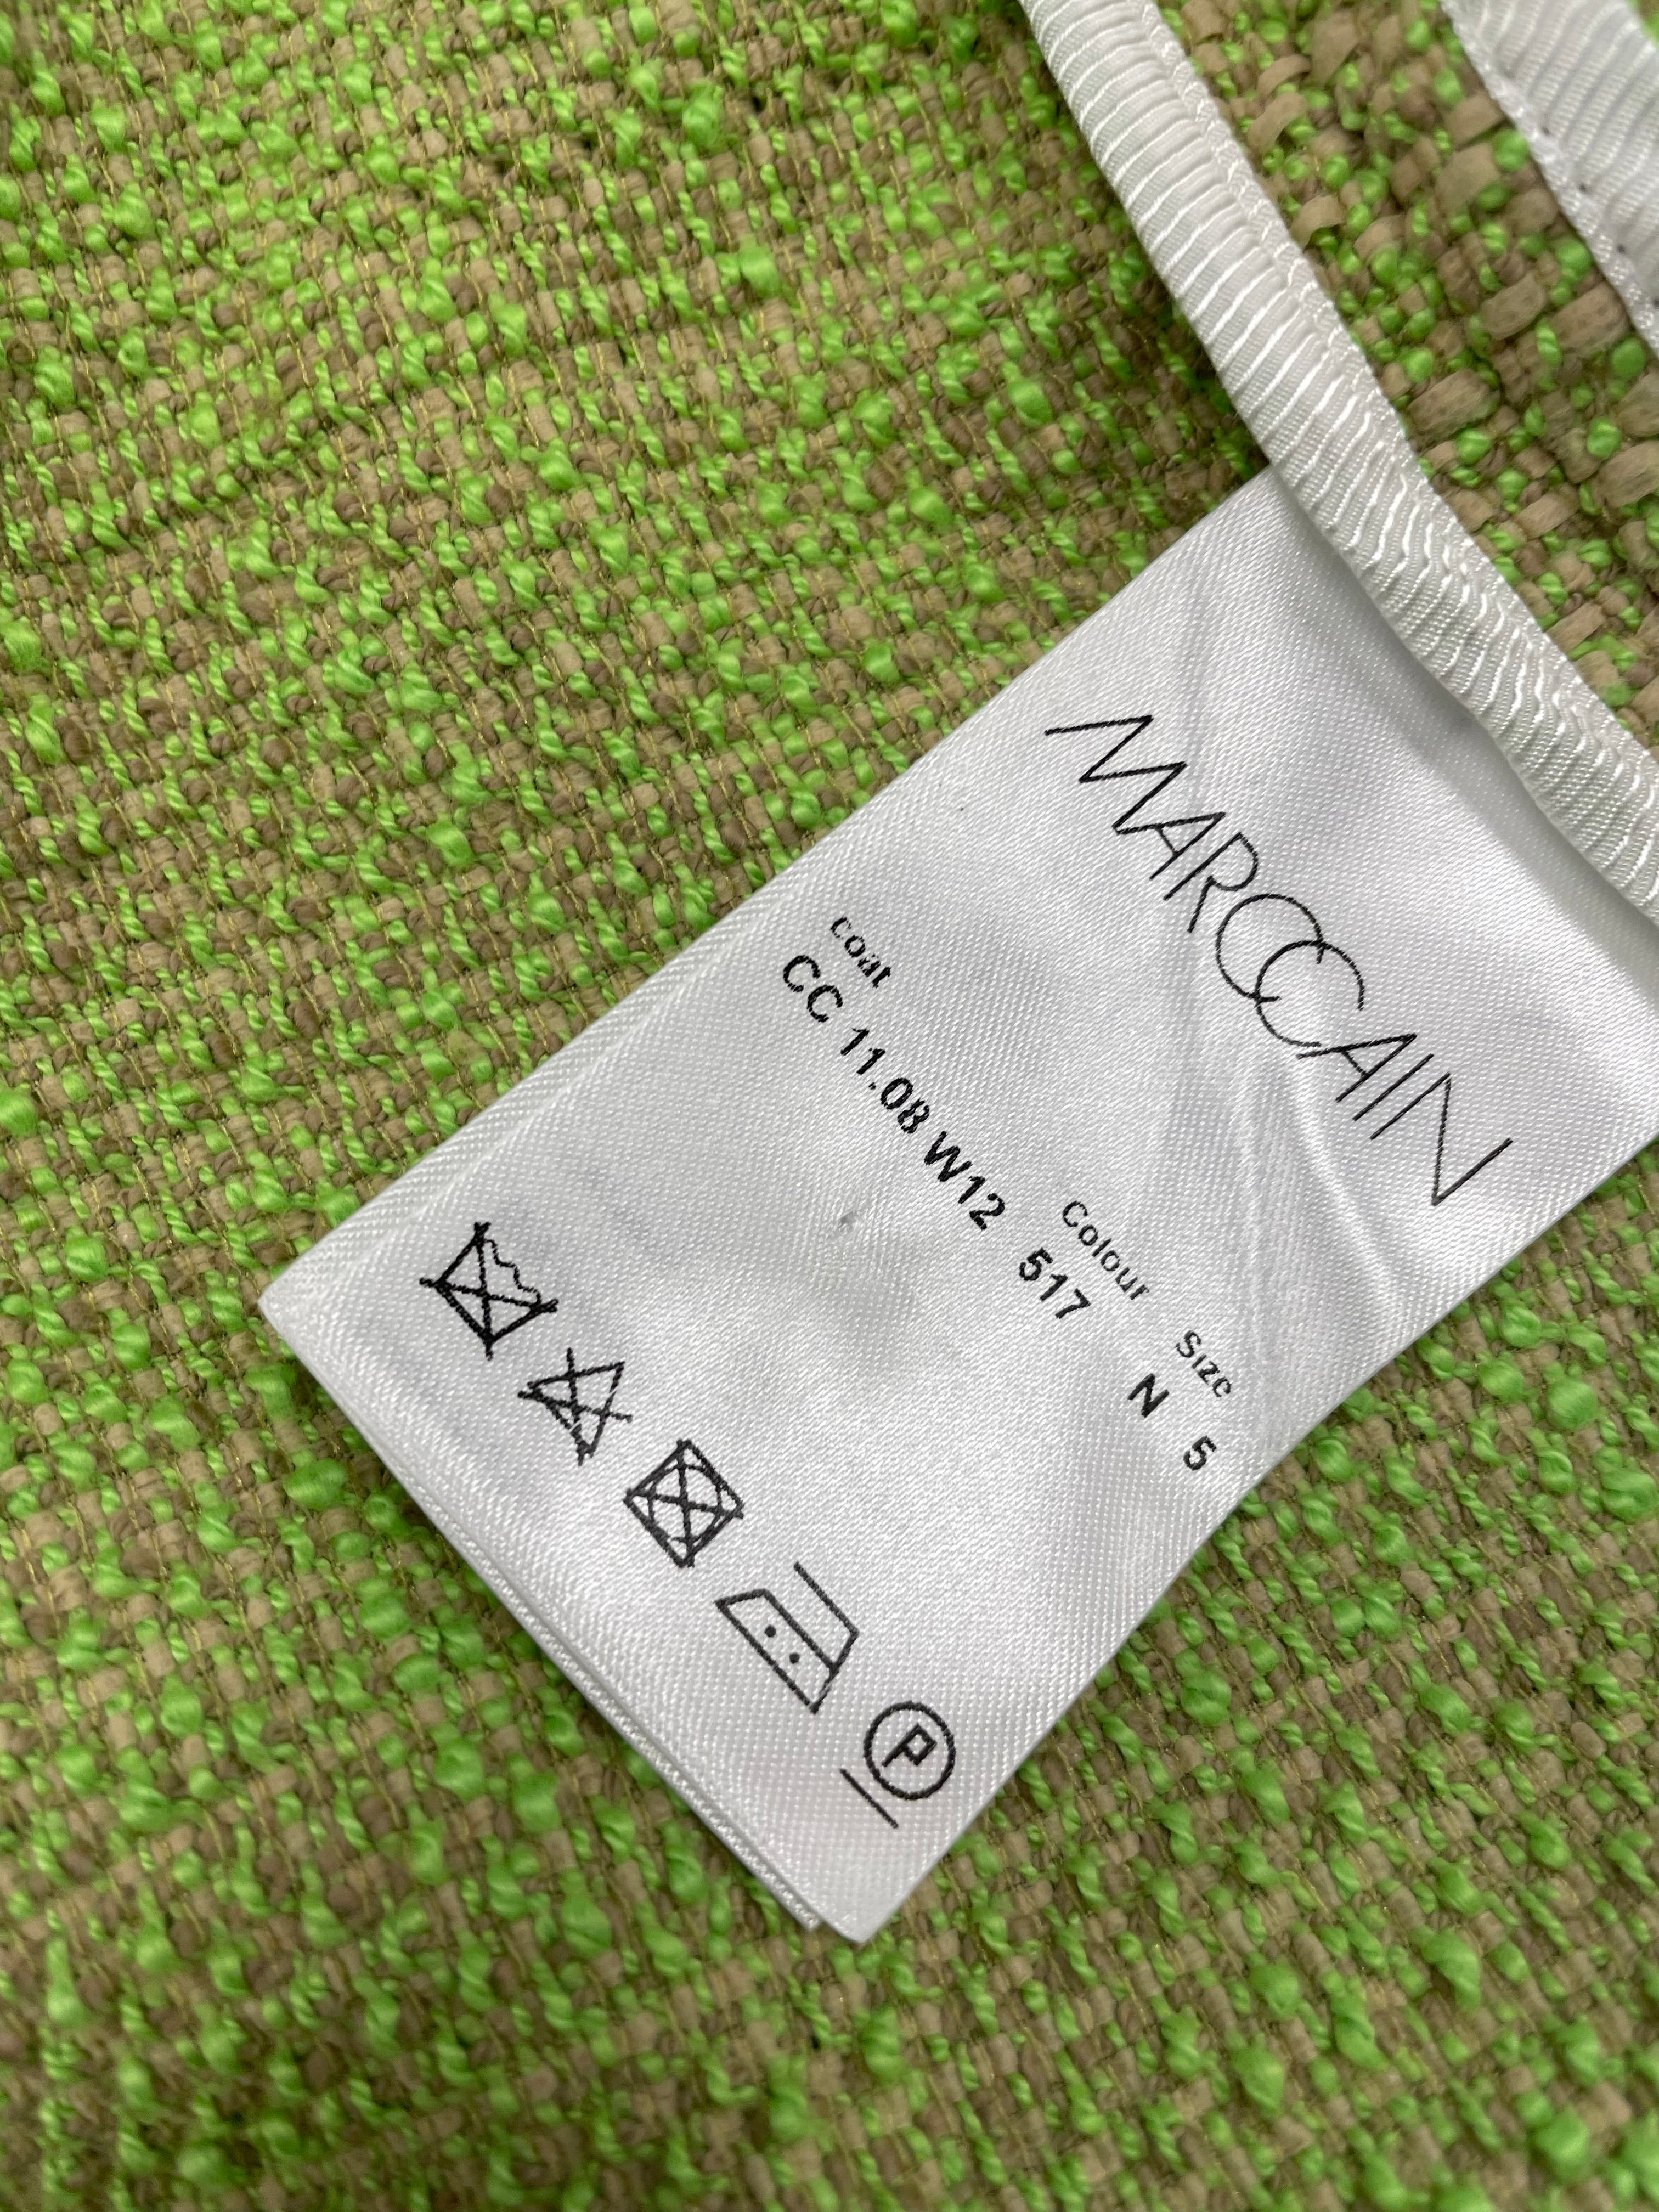 MARCCAIN
coat Colour Size
CC 11.08 W12 517 N 5
P